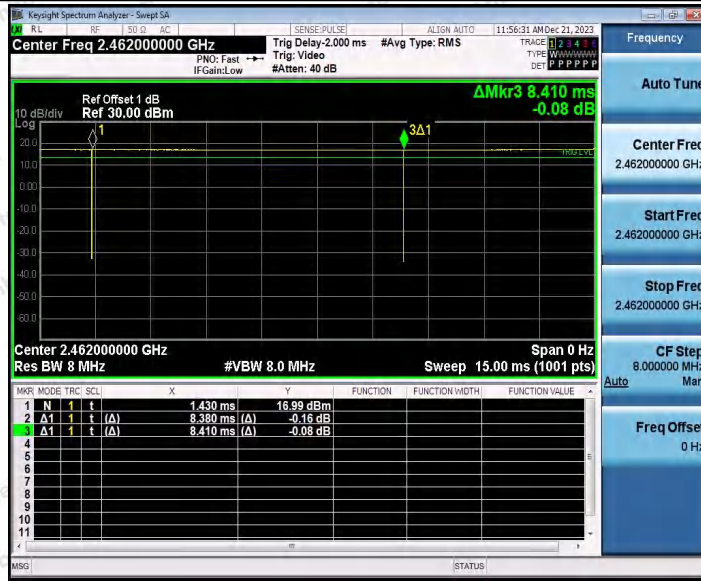 Keysight Spectrum Analyzer - Swept SA
RL RF 50 Ω AC SENSE:PULSE ALIGN AUTO 11:56:31 AM Dec 21, 2023
Center Freq 2.462000000 GHz
PNO: Fast
IFGain:Low
Trig Delay-2.000 ms
Trig: Video
#Atten: 40 dB
#Avg Type: RMS
TRACE 1 2 3 4 5 6
TYPE WWWWWW
DET P P P P P P
ΔMkr3 8.410 ms
-0.08 dB
Ref Offset 1 dB
10 dB/div Ref 30.00 dBm
Log
1
3Δ1
TRIG LVL
20.0
10.0
0.00
-10.0
-20.0
-30.0
-40.0
-50.0
-60.0
Center 2.462000000 GHz Span 0 Hz
Res BW 8 MHz #VBW 8.0 MHz Sweep 15.00 ms (1001 pts)
MKR MODE TRC SCL X Y FUNCTION FUNCTION WIDTH FUNCTION VALUE
1 N 1 t 1.430 ms 16.99 dBm
2 Δ1 1 t (Δ) 8.380 ms (Δ) -0.16 dB
3 Δ1 1 t (Δ) 8.410 ms (Δ) -0.08 dB
4
5
6
7
8
9
10
11
MSG STATUS
Frequency
Auto Tune
Center Freq
2.462000000 GHz
Start Freq
2.462000000 GHz
Stop Freq
2.462000000 GHz
CF Step
8.000000 MHz
Auto Man
Freq Offset
0 Hz